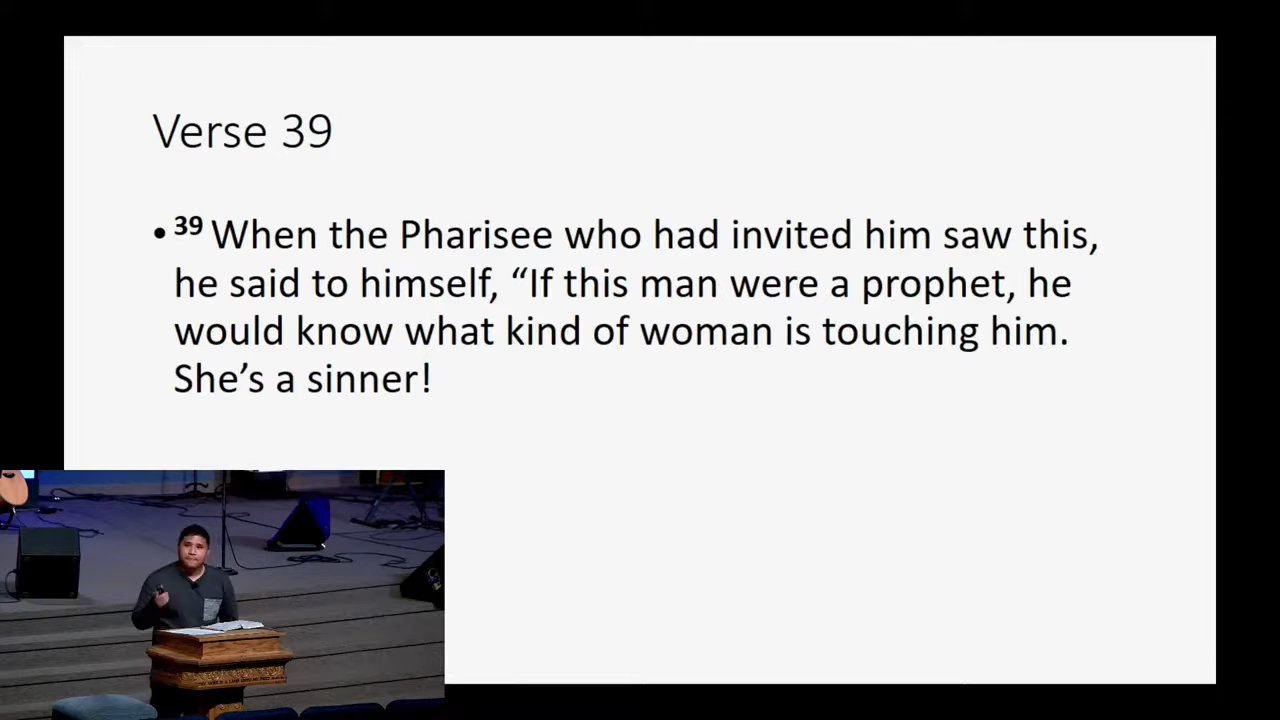 Verse 39
• 39 When the Pharisee who had invited him saw this,
he said to himself, “If this man were a prophet, he
would know what kind of woman is touching him.
She’s a sinner!